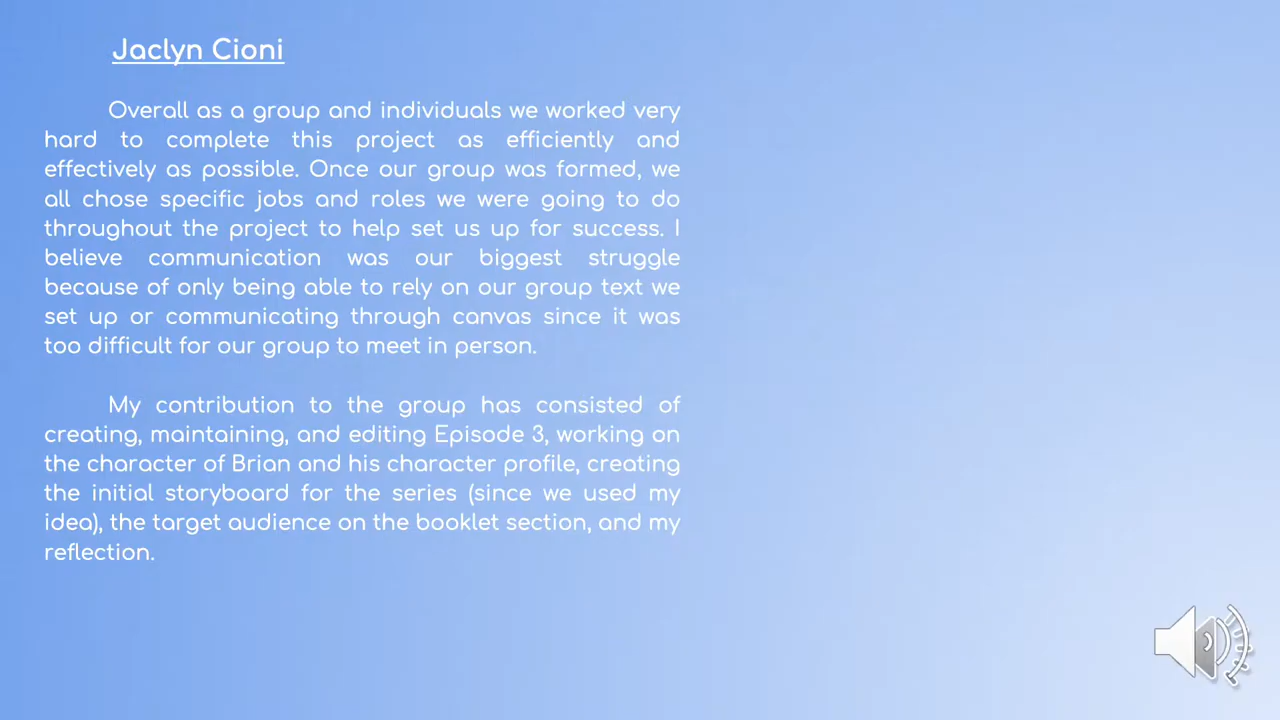 Jaclyn Cioni
Overall as a group and individuals we worked very
hard to complete this project as efficiently and
effectively as possible. Once our group was formed, we
all chose specific jobs and roles we were going to do
throughout the project to help set us up for success. I
believe communication was our biggest struggle
because of only being able to rely on our group text we
set up or communicating through canvas since it was
too difficult for our group to meet in person.
My contribution to the group has consisted of
creating, maintaining, and editing Episode 3, working on
the character of Brian and his character profile, creating
the initial storyboard for the series (since we used my
idea), the target audience on the booklet section, and my
reflection.